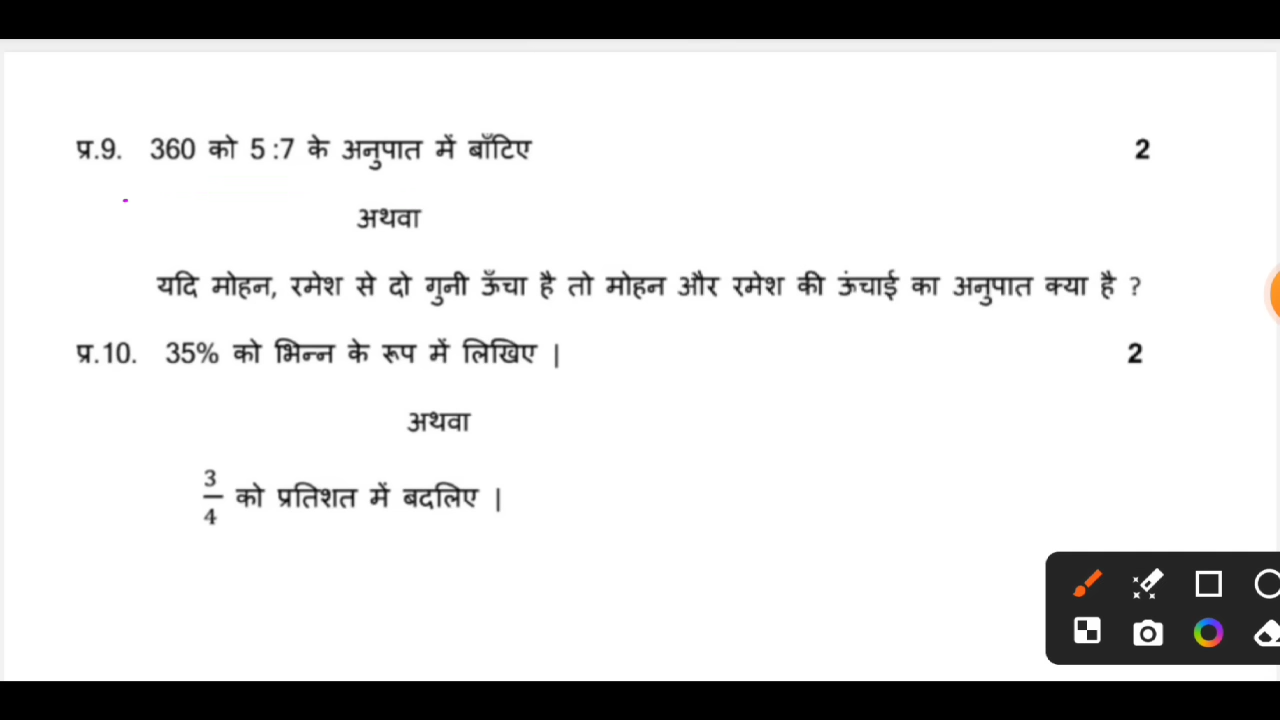 प्र.9. 360 को 5 :7 के अनुपात में बाँटिए 2
अथवा
यदि मोहन, रमेश से दो गुनी ऊँचा है तो मोहन और रमेश की ऊंचाई का अनुपात क्या है ?
प्र.10. 35% को भिन्न के रूप में लिखिए | 2
अथवा
3/4 को प्रतिशत में बदलिए |